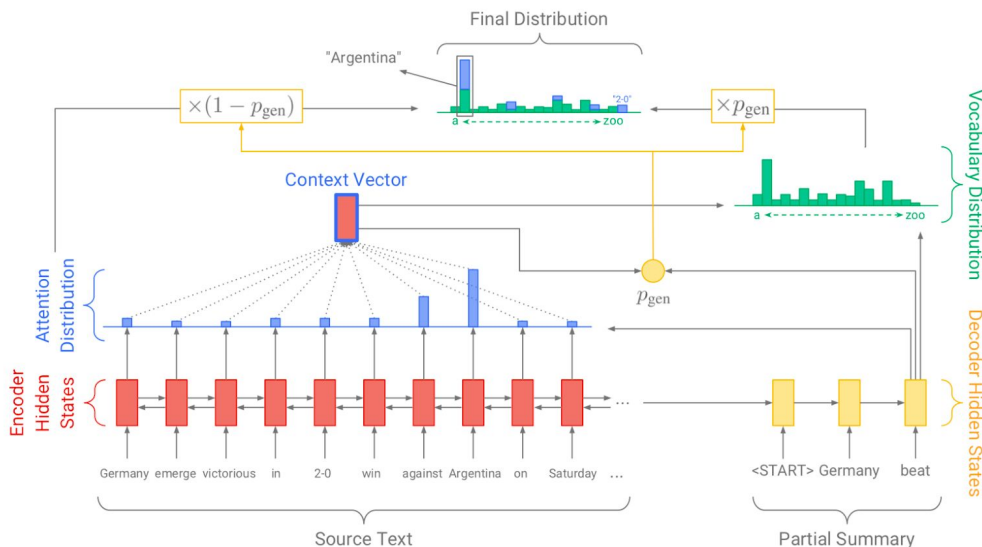 Final Distribution
"Argentina"
×(1 − p_gen)
"2-0"
×p_gen
a
zoo
Context Vector
Vocabulary Distribution
a
zoo
Attention
Distribution
p_gen
Encoder
Hidden
States
Decoder Hidden States
Germany emerge victorious in 2-0 win against Argentina on Saturday ...
...
<START> Germany beat
Source Text
Partial Summary